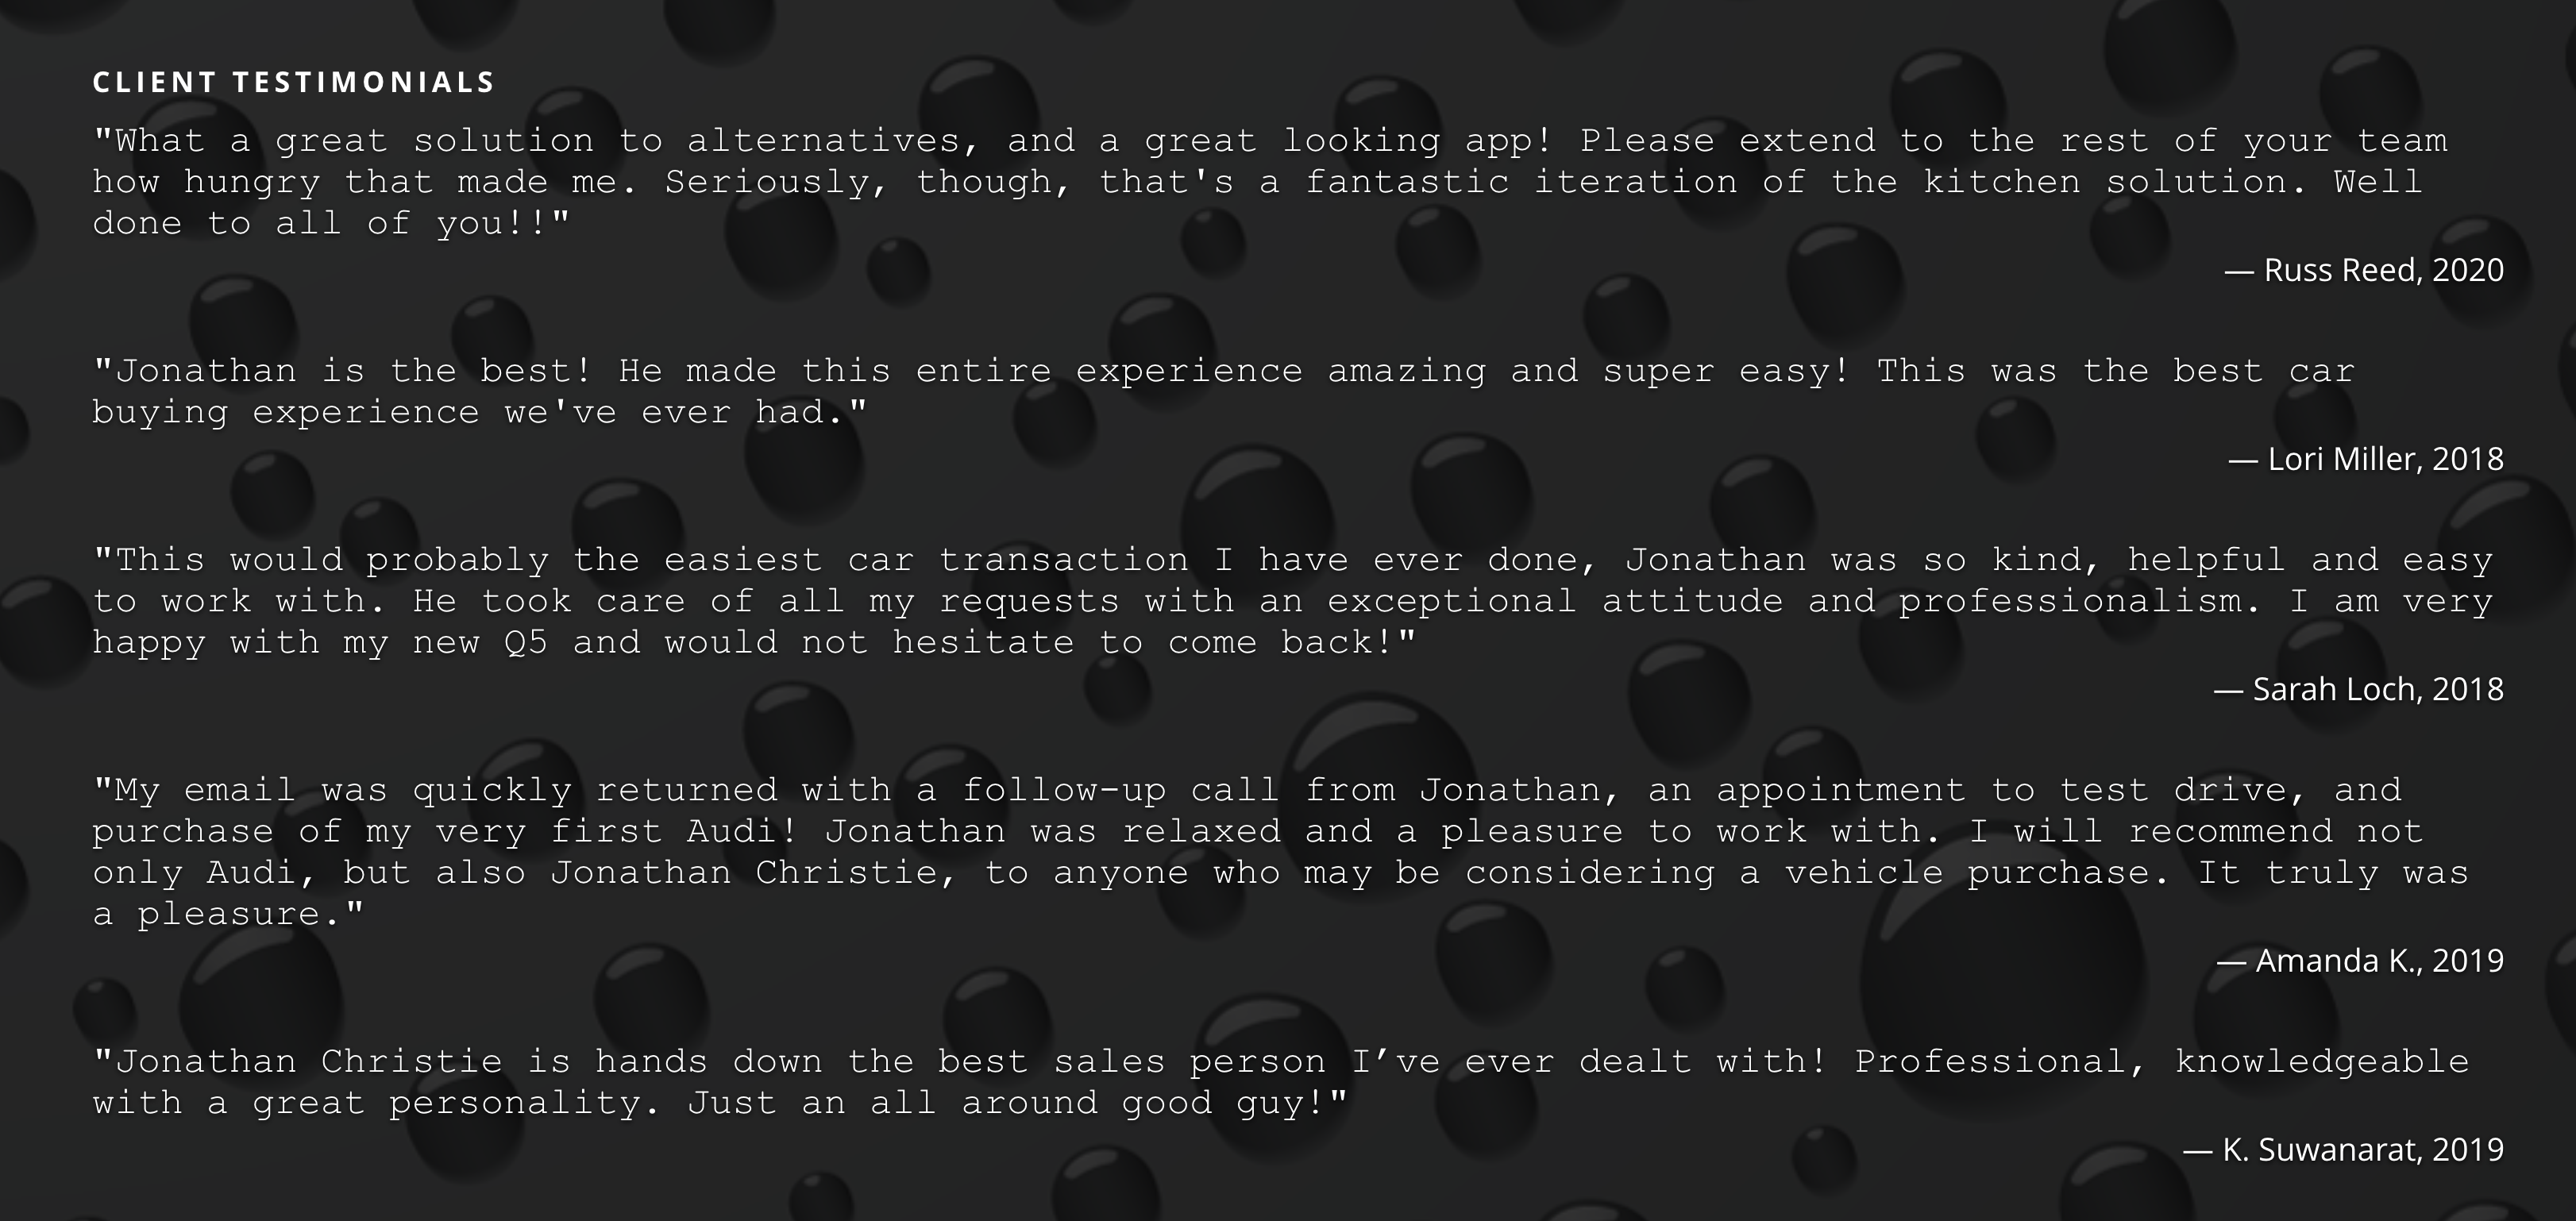 CLIENT TESTIMONIALS
"What a great solution to alternatives, and a great looking app! Please extend to the rest of your team
how hungry that made me. Seriously, though, that's a fantastic iteration of the kitchen solution. Well
done to all of you!!"
— Russ Reed, 2020
"Jonathan is the best! He made this entire experience amazing and super easy! This was the best car
buying experience we've ever had."
— Lori Miller, 2018
"This would probably the easiest car transaction I have ever done, Jonathan was so kind, helpful and easy
to work with. He took care of all my requests with an exceptional attitude and professionalism. I am very
happy with my new Q5 and would not hesitate to come back!"
— Sarah Loch, 2018
"My email was quickly returned with a follow-up call from Jonathan, an appointment to test drive, and
purchase of my very first Audi! Jonathan was relaxed and a pleasure to work with. I will recommend not
only Audi, but also Jonathan Christie, to anyone who may be considering a vehicle purchase. It truly was
a pleasure."
— Amanda K., 2019
"Jonathan Christie is hands down the best sales person I’ve ever dealt with! Professional, knowledgeable
with a great personality. Just an all around good guy!"
— K. Suwanarat, 2019